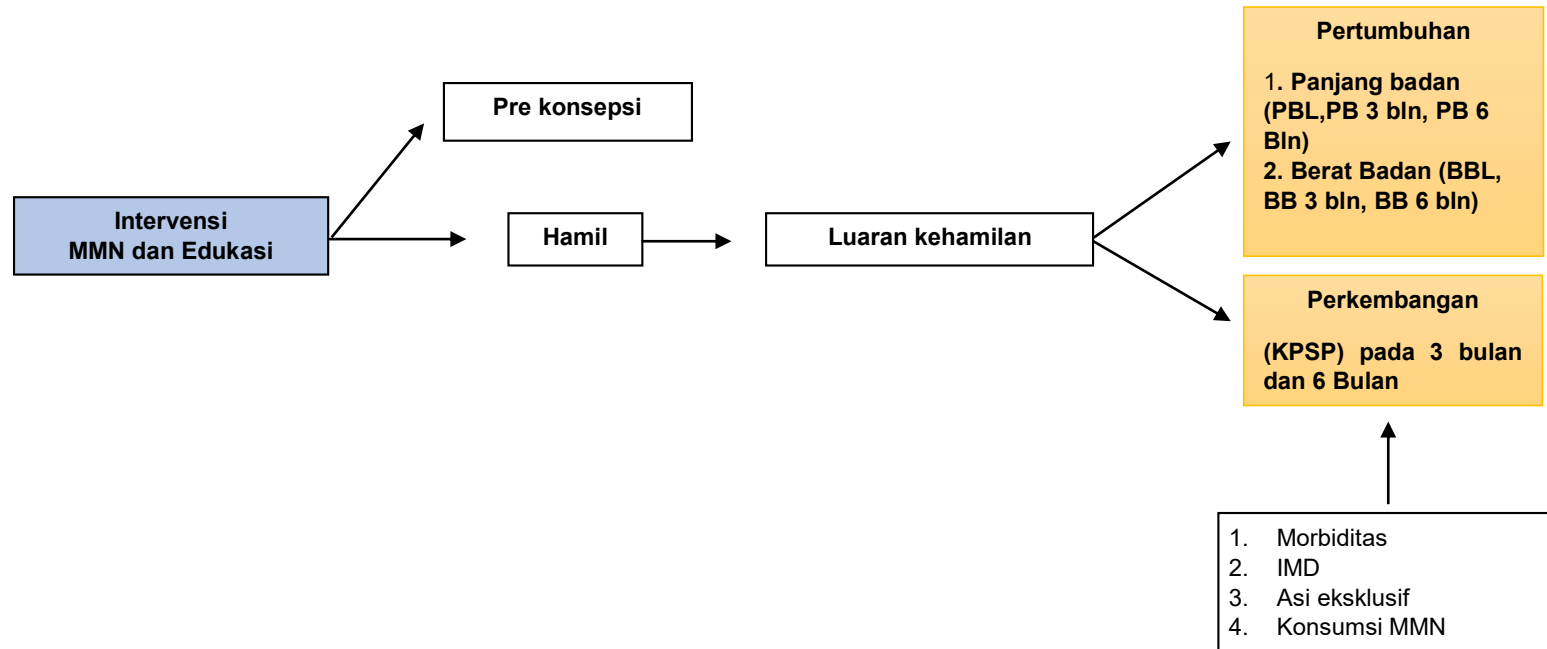 Pre konsepsi
Intervensi
MMN dan Edukasi
Hamil
Luaran kehamilan
Pertumbuhan
1. Panjang badan
(PBL,PB 3 bln, PB 6
Bln)
2. Berat Badan (BBL,
BB 3 bln, BB 6 bln)
Perkembangan
(KPSP) pada 3 bulan
dan 6 Bulan
1. Morbiditas
2. IMD
3. Asi eksklusif
4. Konsumsi MMN